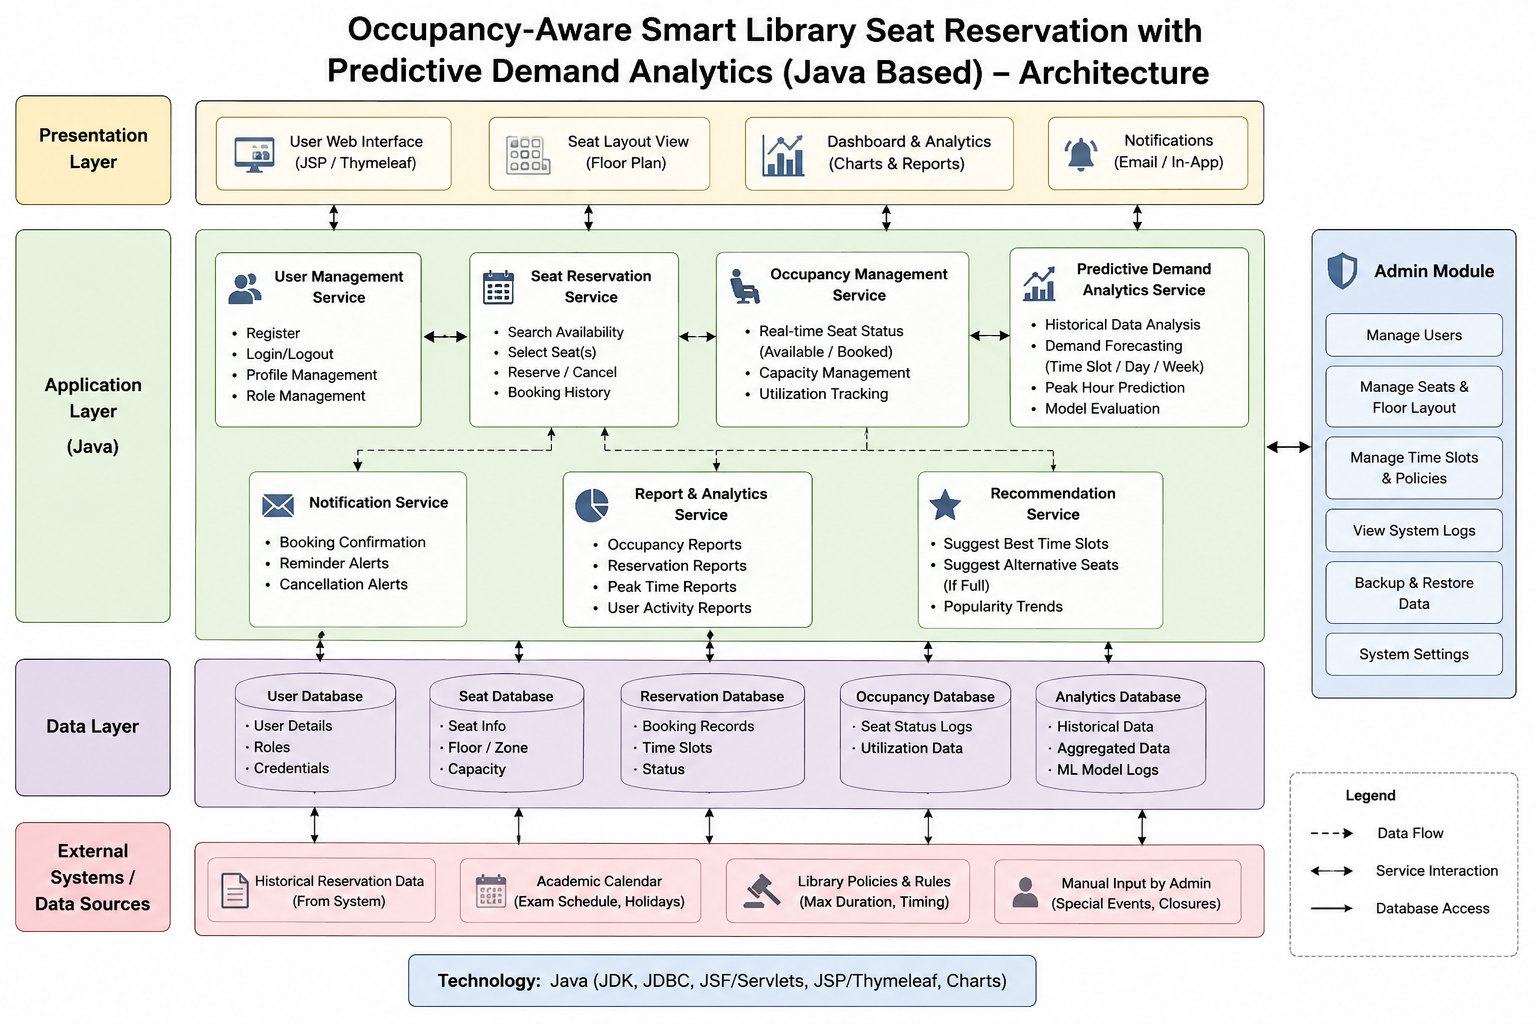 Occupancy-Aware Smart Library Seat Reservation with
Predictive Demand Analytics (Java Based) – Architecture
Presentation
Layer
User Web Interface
(JSP / Thymeleaf)
Seat Layout View
(Floor Plan)
Dashboard & Analytics
(Charts & Reports)
Notifications
(Email / In-App)
Application
Layer
(Java)
User Management
Service
• Register
• Login/Logout
• Profile Management
• Role Management
Seat Reservation
Service
• Search Availability
• Select Seat(s)
• Reserve / Cancel
• Booking History
Occupancy Management
Service
• Real-time Seat Status
(Available / Booked)
• Capacity Management
• Utilization Tracking
Predictive Demand
Analytics Service
• Historical Data Analysis
• Demand Forecasting
(Time Slot / Day / Week)
• Peak Hour Prediction
• Model Evaluation
Notification Service
• Booking Confirmation
• Reminder Alerts
• Cancellation Alerts
Report & Analytics
Service
• Occupancy Reports
• Reservation Reports
• Peak Time Reports
• User Activity Reports
Recommendation
Service
• Suggest Best Time Slots
• Suggest Alternative Seats
(If Full)
• Popularity Trends
Admin Module
Manage Users
Manage Seats &
Floor Layout
Manage Time Slots
& Policies
View System Logs
Backup & Restore
Data
System Settings
Data Layer
User Database
· User Details
· Roles
· Credentials
Seat Database
· Seat Info
· Floor / Zone
· Capacity
Reservation Database
· Booking Records
· Time Slots
· Status
Occupancy Database
· Seat Status Logs
· Utilization Data
Analytics Database
· Historical Data
· Aggregated Data
· ML Model Logs
External
Systems /
Data Sources
Historical Reservation Data
(From System)
Academic Calendar
(Exam Schedule, Holidays)
Library Policies & Rules
(Max Duration, Timing)
Manual Input by Admin
(Special Events, Closures)
Legend
Data Flow
Service Interaction
Database Access
Technology: Java (JDK, JDBC, JSF/Servlets, JSP/Thymeleaf, Charts)